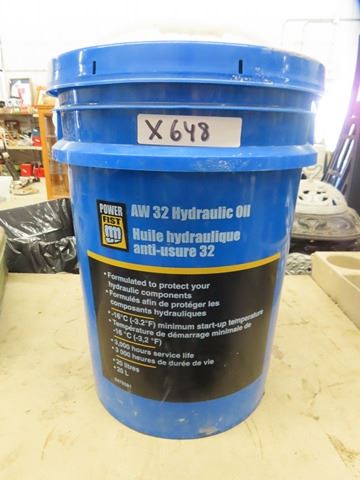 X648
POWER
FIST
AW 32 Hydraulic Oil
Huile hydraulique
anti-usure 32
• Formulated to protect your
hydraulic components
• Formulés afin de protéger les
composants hydrauliques
• -16°C (-3.2°F) minimum start-up temperature
Température de démarrage minimale de
-16 °C (-3,2 °F)
• 3,000 hours service life
3 000 heures de durée de vie
• 20 litres
• 20 L